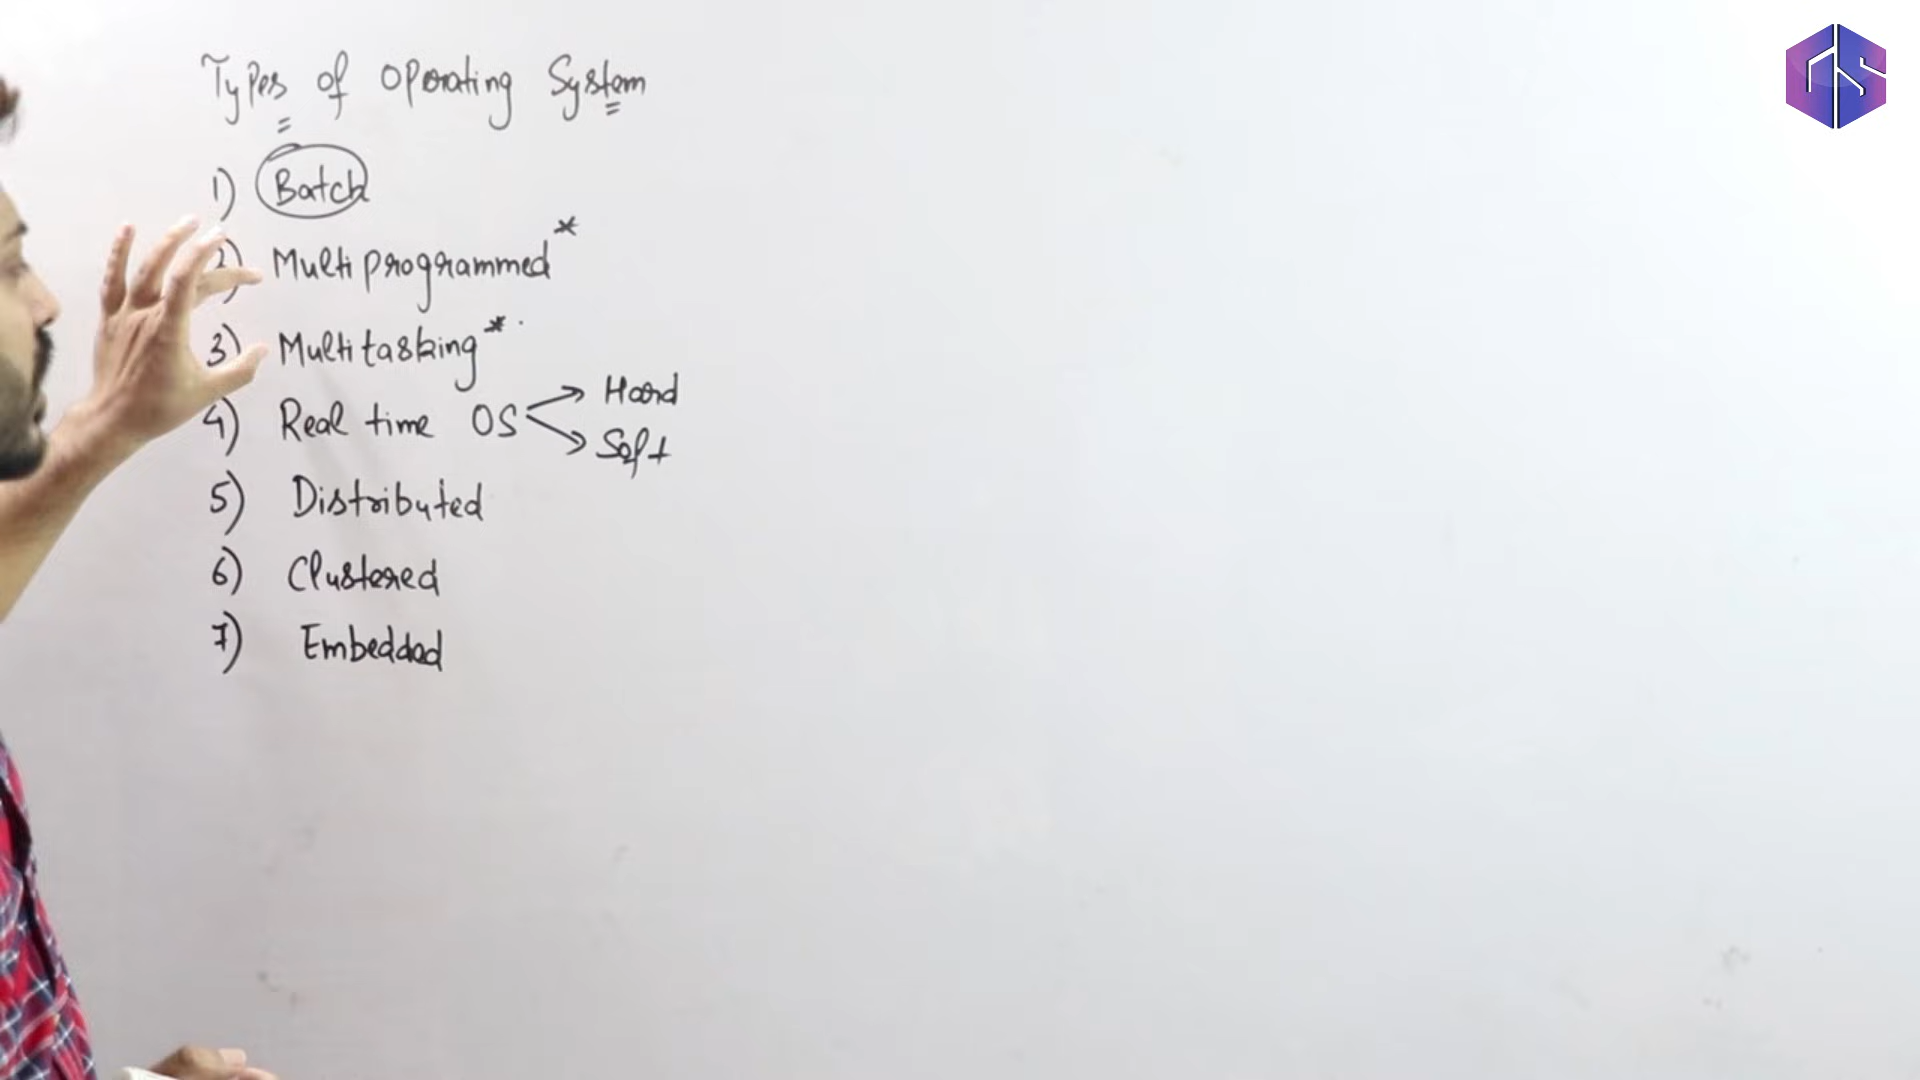 Types of Operating System
1) Batch
2) Multiprogrammed *
3) Multitasking *
4) Real time OS → Hard
→ Soft
5) Distributed
6) Clustered
7) Embedded